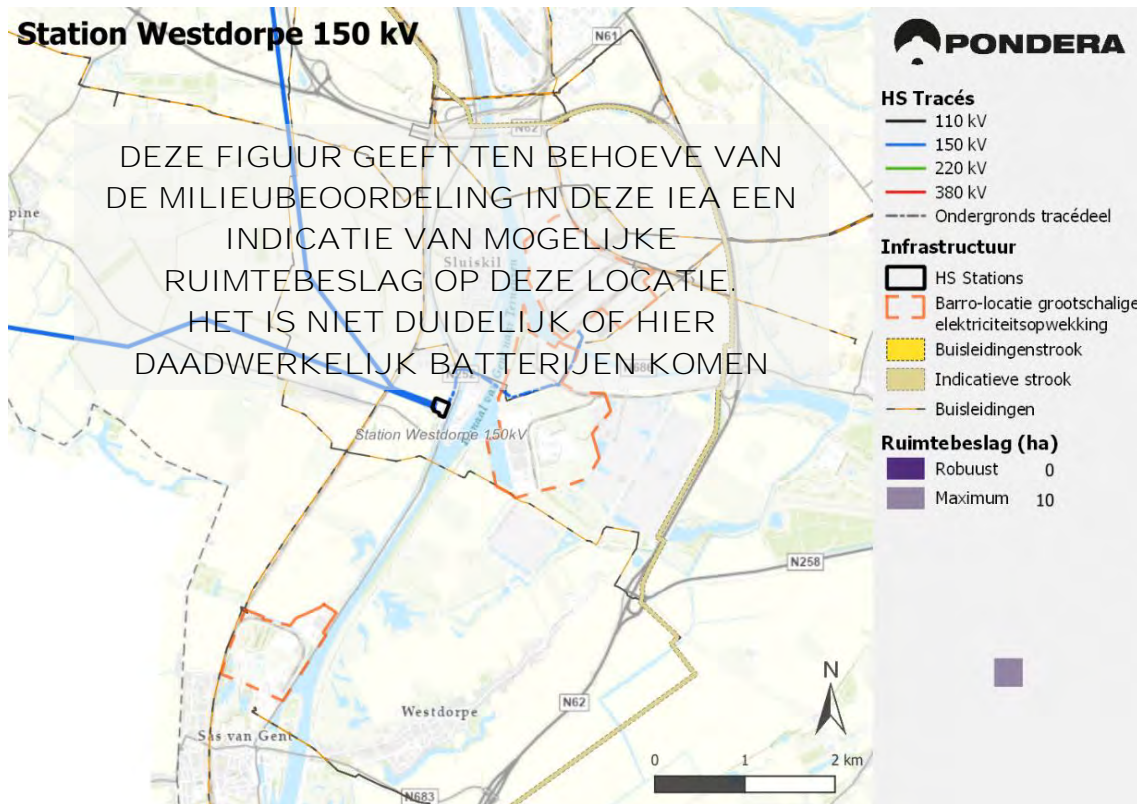 Station Westdorpe 150 kV
N61
N62
DEZE FIGUUR GEEFT TEN BEHOEVE VAN
DE MILIEUBEOORDELING IN DEZE IEA EEN
INDICATIE VAN MOGELIJKE
RUIMTEBESLAG OP DEZE LOCATIE.
HET IS NIET DUIDELIJK OF HIER
DAADWERKELIJK BATTERIJEN KOMEN
pine
Sluiskil
Station Westdorpe 150kV
N258
N62
Westdorpe
Sas van Gent
N683
N
0 1 2 km
PONDERA
HS Tracés
110 kV
150 kV
220 kV
380 kV
Ondergronds tracédeel
Infrastructuur
HS Stations
Barro-locatie grootschalige
elektriciteitsopwekking
Buisleidingenstrook
Indicatieve strook
Buisleidingen
Ruimtebeslag (ha)
Robuust 0
Maximum 10